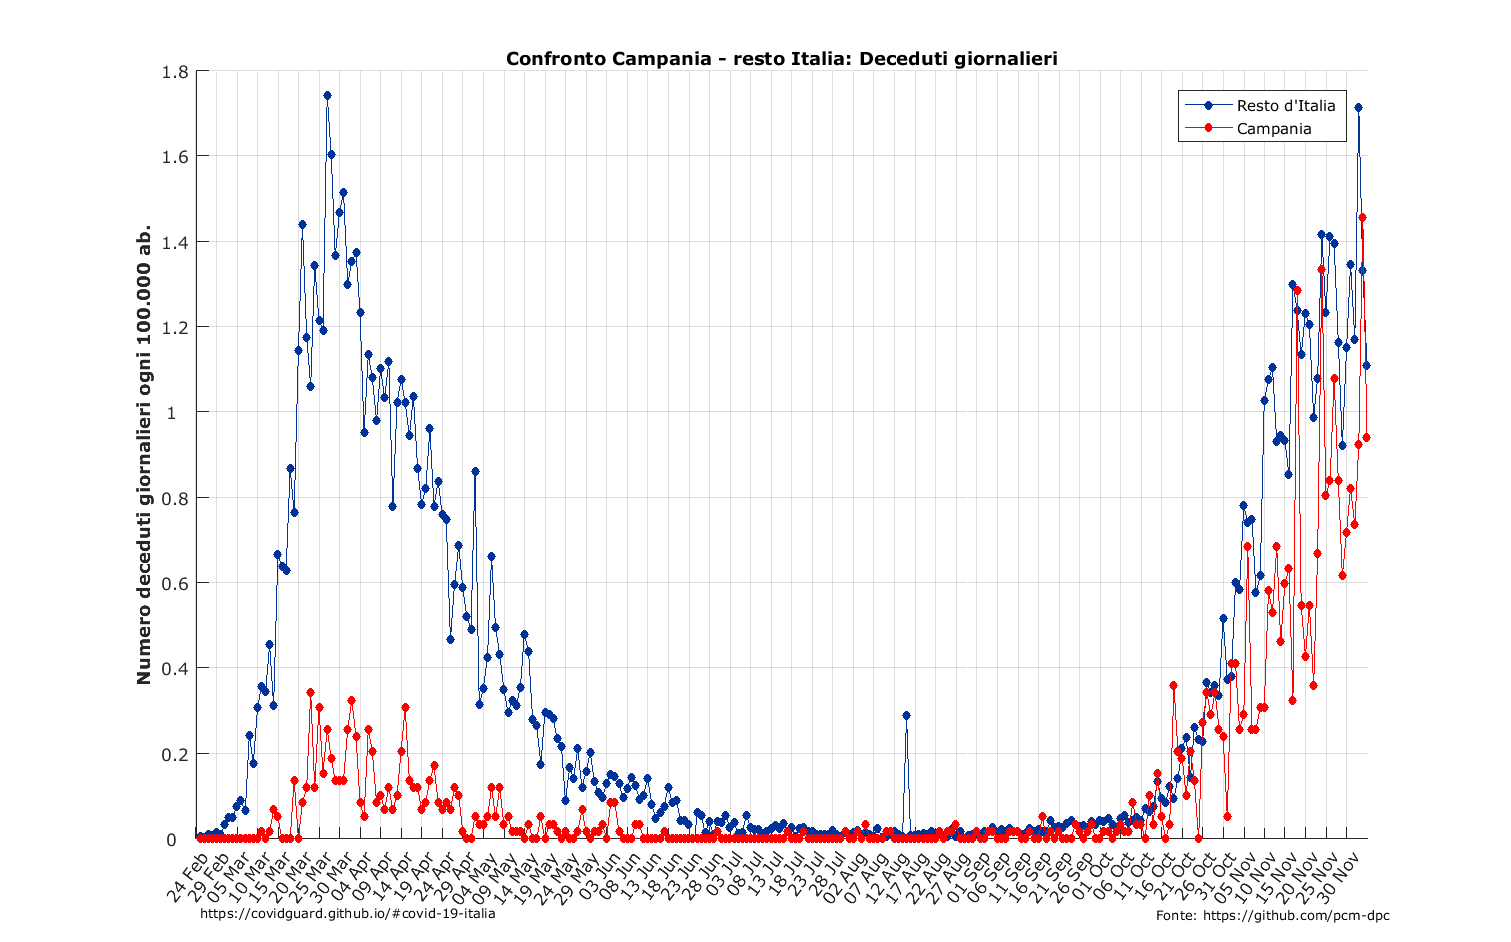 Confronto Campania - resto Italia: Deceduti giornalieri
Numero deceduti giornalieri ogni 100.000 ab.
1.8
1.6
1.4
1.2
1
0.8
0.6
0.4
0.2
0
Resto d'Italia
Campania
24 Feb
29 Feb
05 Mar
10 Mar
15 Mar
20 Mar
25 Mar
30 Mar
04 Apr
09 Apr
14 Apr
19 Apr
24 Apr
29 Apr
04 May
09 May
14 May
19 May
24 May
29 May
03 Jun
08 Jun
13 Jun
18 Jun
23 Jun
28 Jun
03 Jul
08 Jul
13 Jul
18 Jul
23 Jul
28 Jul
02 Aug
07 Aug
12 Aug
17 Aug
22 Aug
27 Aug
01 Sep
06 Sep
11 Sep
16 Sep
21 Sep
26 Sep
01 Oct
06 Oct
11 Oct
16 Oct
21 Oct
26 Oct
31 Oct
05 Nov
10 Nov
15 Nov
20 Nov
25 Nov
30 Nov
https://covidguard.github.io/#covid-19-italia
Fonte: https://github.com/pcm-dpc